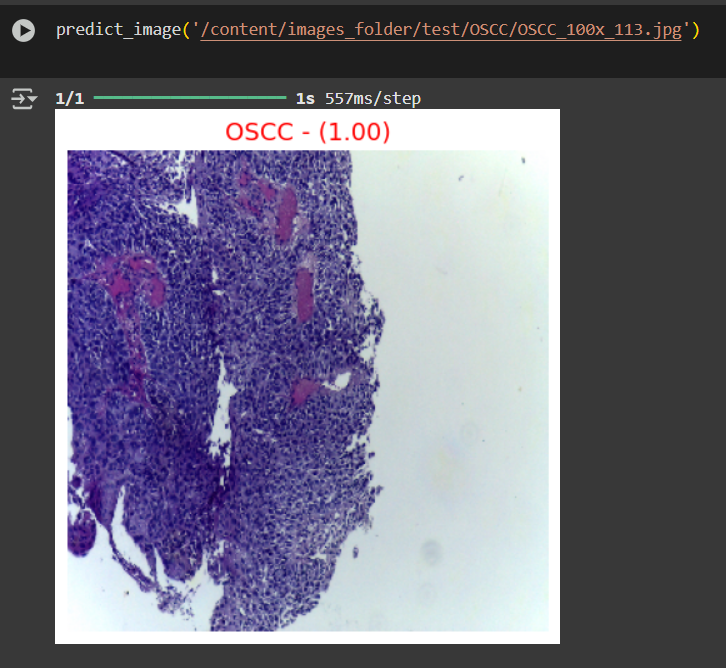 predict_image('/content/images_folder/test/OSCC/OSCC_100x_113.jpg')
1/1 ━━━━━━━━━━━━━━━━━━━━ 1s 557ms/step
OSCC - (1.00)